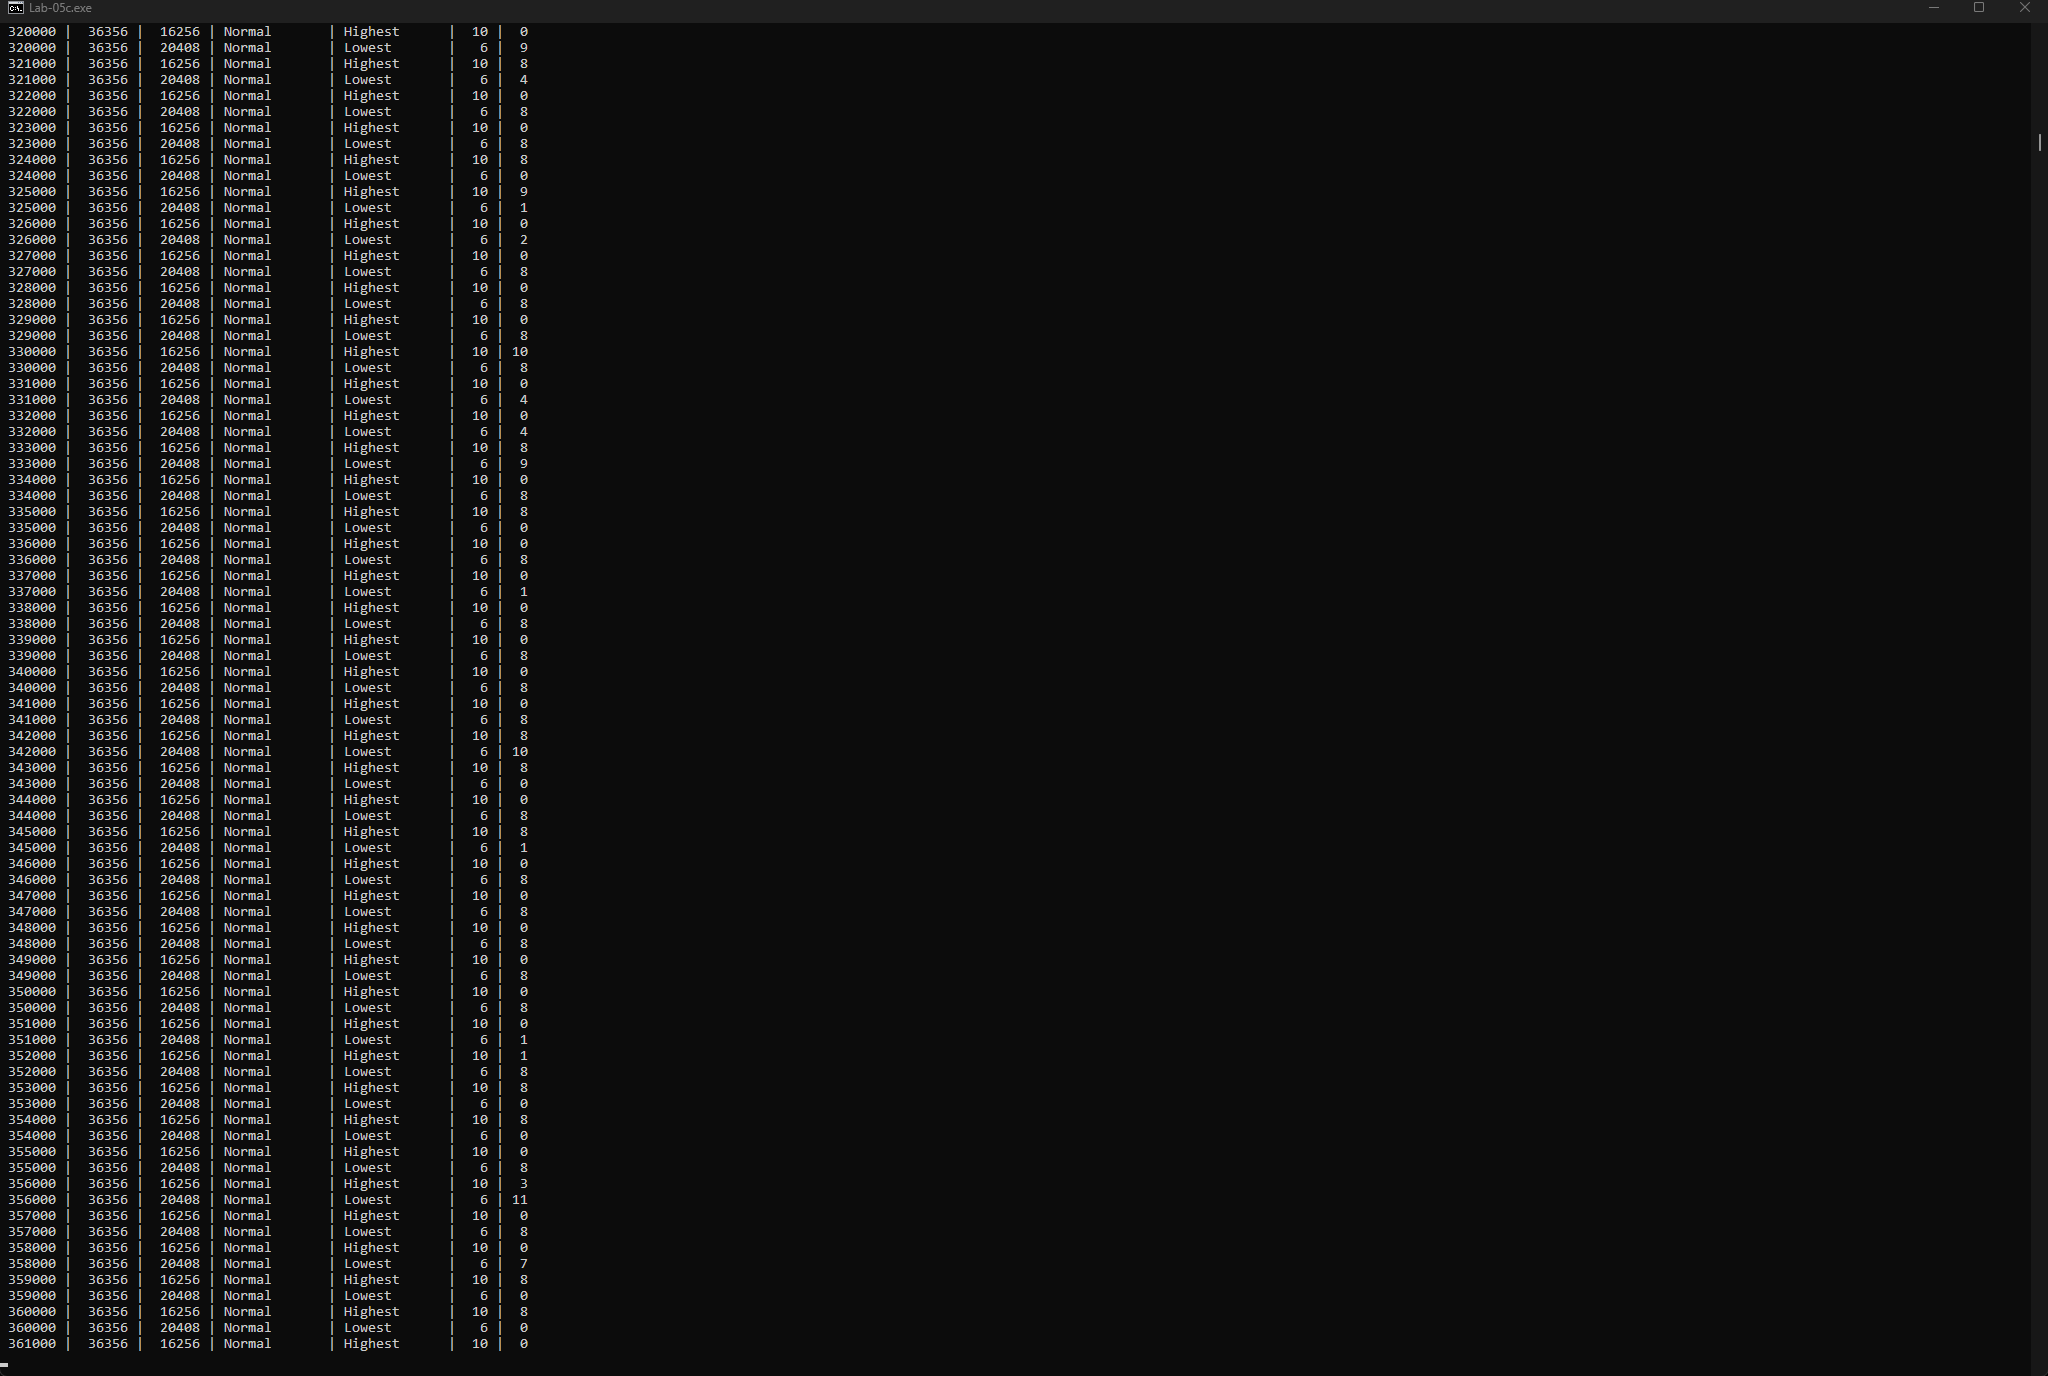 Lab-05c.exe
320000 |  36356 |  16256 | Normal       | Highest      |  10 |  0
320000 |  36356 |  20408 | Normal       | Lowest       |   6 |  9
321000 |  36356 |  16256 | Normal       | Highest      |  10 |  8
321000 |  36356 |  20408 | Normal       | Lowest       |   6 |  4
322000 |  36356 |  16256 | Normal       | Highest      |  10 |  0
322000 |  36356 |  20408 | Normal       | Lowest       |   6 |  8
323000 |  36356 |  16256 | Normal       | Highest      |  10 |  0
323000 |  36356 |  20408 | Normal       | Lowest       |   6 |  8
324000 |  36356 |  16256 | Normal       | Highest      |  10 |  8
324000 |  36356 |  20408 | Normal       | Lowest       |   6 |  0
325000 |  36356 |  16256 | Normal       | Highest      |  10 |  9
325000 |  36356 |  20408 | Normal       | Lowest       |   6 |  1
326000 |  36356 |  16256 | Normal       | Highest      |  10 |  0
326000 |  36356 |  20408 | Normal       | Lowest       |   6 |  2
327000 |  36356 |  16256 | Normal       | Highest      |  10 |  0
327000 |  36356 |  20408 | Normal       | Lowest       |   6 |  8
328000 |  36356 |  16256 | Normal       | Highest      |  10 |  0
328000 |  36356 |  20408 | Normal       | Lowest       |   6 |  8
329000 |  36356 |  16256 | Normal       | Highest      |  10 |  0
329000 |  36356 |  20408 | Normal       | Lowest       |   6 |  8
330000 |  36356 |  16256 | Normal       | Highest      |  10 | 10
330000 |  36356 |  20408 | Normal       | Lowest       |   6 |  8
331000 |  36356 |  16256 | Normal       | Highest      |  10 |  0
331000 |  36356 |  20408 | Normal       | Lowest       |   6 |  4
332000 |  36356 |  16256 | Normal       | Highest      |  10 |  0
332000 |  36356 |  20408 | Normal       | Lowest       |   6 |  4
333000 |  36356 |  16256 | Normal       | Highest      |  10 |  8
333000 |  36356 |  20408 | Normal       | Lowest       |   6 |  9
334000 |  36356 |  16256 | Normal       | Highest      |  10 |  0
334000 |  36356 |  20408 | Normal       | Lowest       |   6 |  8
335000 |  36356 |  16256 | Normal       | Highest      |  10 |  8
335000 |  36356 |  20408 | Normal       | Lowest       |   6 |  0
336000 |  36356 |  16256 | Normal       | Highest      |  10 |  0
336000 |  36356 |  20408 | Normal       | Lowest       |   6 |  8
337000 |  36356 |  16256 | Normal       | Highest      |  10 |  0
337000 |  36356 |  20408 | Normal       | Lowest       |   6 |  1
338000 |  36356 |  16256 | Normal       | Highest      |  10 |  0
338000 |  36356 |  20408 | Normal       | Lowest       |   6 |  8
339000 |  36356 |  16256 | Normal       | Highest      |  10 |  0
339000 |  36356 |  20408 | Normal       | Lowest       |   6 |  8
340000 |  36356 |  16256 | Normal       | Highest      |  10 |  0
340000 |  36356 |  20408 | Normal       | Lowest       |   6 |  8
341000 |  36356 |  16256 | Normal       | Highest      |  10 |  0
341000 |  36356 |  20408 | Normal       | Lowest       |   6 |  8
342000 |  36356 |  16256 | Normal       | Highest      |  10 |  8
342000 |  36356 |  20408 | Normal       | Lowest       |   6 | 10
343000 |  36356 |  16256 | Normal       | Highest      |  10 |  8
343000 |  36356 |  20408 | Normal       | Lowest       |   6 |  0
344000 |  36356 |  16256 | Normal       | Highest      |  10 |  0
344000 |  36356 |  20408 | Normal       | Lowest       |   6 |  8
345000 |  36356 |  16256 | Normal       | Highest      |  10 |  8
345000 |  36356 |  20408 | Normal       | Lowest       |   6 |  1
346000 |  36356 |  16256 | Normal       | Highest      |  10 |  0
346000 |  36356 |  20408 | Normal       | Lowest       |   6 |  8
347000 |  36356 |  16256 | Normal       | Highest      |  10 |  0
347000 |  36356 |  20408 | Normal       | Lowest       |   6 |  8
348000 |  36356 |  16256 | Normal       | Highest      |  10 |  0
348000 |  36356 |  20408 | Normal       | Lowest       |   6 |  8
349000 |  36356 |  16256 | Normal       | Highest      |  10 |  0
349000 |  36356 |  20408 | Normal       | Lowest       |   6 |  8
350000 |  36356 |  16256 | Normal       | Highest      |  10 |  0
350000 |  36356 |  20408 | Normal       | Lowest       |   6 |  8
351000 |  36356 |  16256 | Normal       | Highest      |  10 |  0
351000 |  36356 |  20408 | Normal       | Lowest       |   6 |  1
352000 |  36356 |  16256 | Normal       | Highest      |  10 |  1
352000 |  36356 |  20408 | Normal       | Lowest       |   6 |  8
353000 |  36356 |  16256 | Normal       | Highest      |  10 |  8
353000 |  36356 |  20408 | Normal       | Lowest       |   6 |  0
354000 |  36356 |  16256 | Normal       | Highest      |  10 |  8
354000 |  36356 |  20408 | Normal       | Lowest       |   6 |  0
355000 |  36356 |  16256 | Normal       | Highest      |  10 |  0
355000 |  36356 |  20408 | Normal       | Lowest       |   6 |  8
356000 |  36356 |  16256 | Normal       | Highest      |  10 |  3
356000 |  36356 |  20408 | Normal       | Lowest       |   6 | 11
357000 |  36356 |  16256 | Normal       | Highest      |  10 |  0
357000 |  36356 |  20408 | Normal       | Lowest       |   6 |  8
358000 |  36356 |  16256 | Normal       | Highest      |  10 |  0
358000 |  36356 |  20408 | Normal       | Lowest       |   6 |  7
359000 |  36356 |  16256 | Normal       | Highest      |  10 |  8
359000 |  36356 |  20408 | Normal       | Lowest       |   6 |  0
360000 |  36356 |  16256 | Normal       | Highest      |  10 |  8
360000 |  36356 |  20408 | Normal       | Lowest       |   6 |  0
361000 |  36356 |  16256 | Normal       | Highest      |  10 |  0